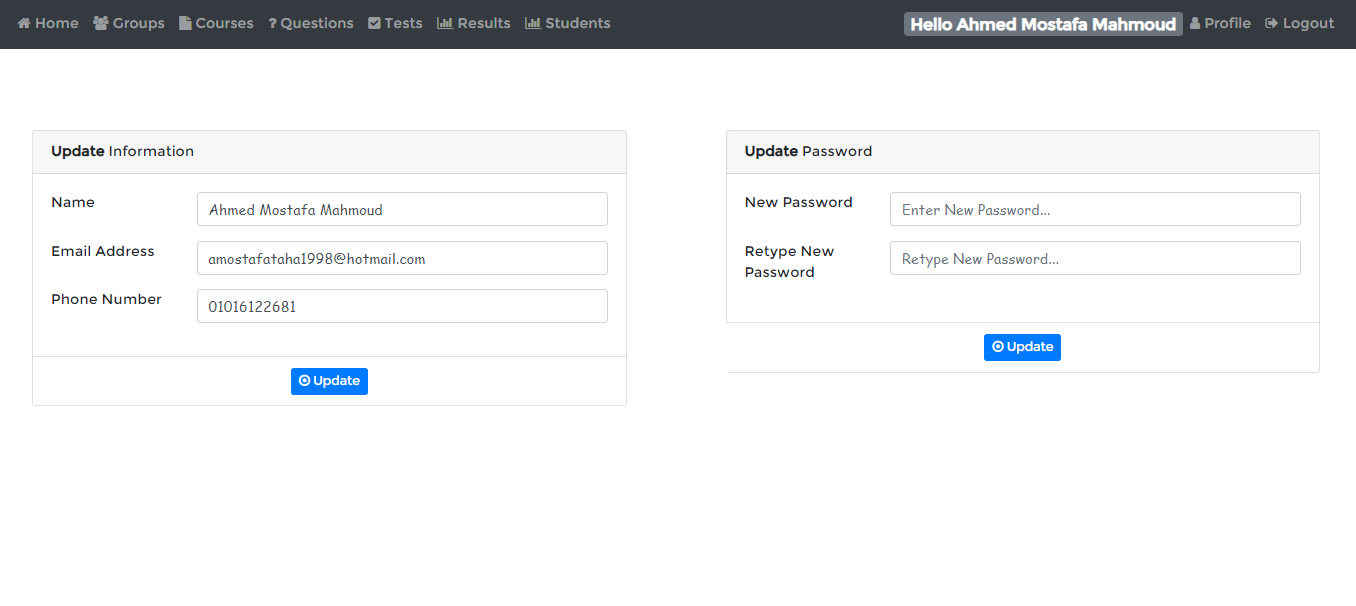 Home Groups Courses ? Questions Tests Results Students Hello Ahmed Mostafa Mahmoud Profile Logout
Update Information
Name Ahmed Mostafa Mahmoud
Email Address amostafataha1998@hotmail.com
Phone Number 01016122681
Update
Update Password
New Password Enter New Password...
Retype New Password Retype New Password...
Update